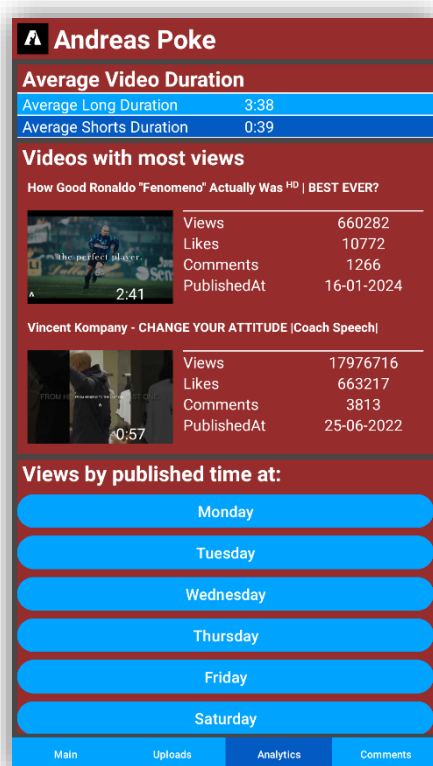 Andreas Poke
Average Video Duration
Average Long Duration 3:38
Average Shorts Duration 0:39
Videos with most views
How Good Ronaldo "Fenomeno" Actually Was HD | BEST EVER?
the perfect player.
2:41
Views 660282
Likes 10772
Comments 1266
PublishedAt 16-01-2024
Vincent Kompany - CHANGE YOUR ATTITUDE |Coach Speech|
0:57
Views 17976716
Likes 663217
Comments 3813
PublishedAt 25-06-2022
Views by published time at:
Monday
Tuesday
Wednesday
Thursday
Friday
Saturday
Main Uploads Analytics Comments